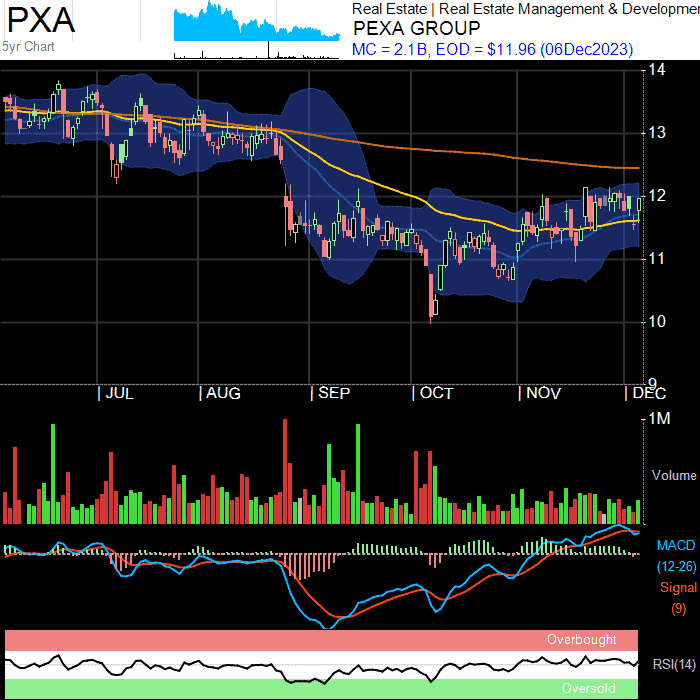 PXA
5yr Chart
Real Estate | Real Estate Management & Developmen
PEXA GROUP
MC = 2.1B, EOD = $11.96 (06Dec2023)
14
13
12
11
10
9
| JUL | AUG | SEP | OCT | NOV | DEC
1M
Volume
MACD
(12-26)
Signal
(9)
Overbought
RSI(14)
Oversold